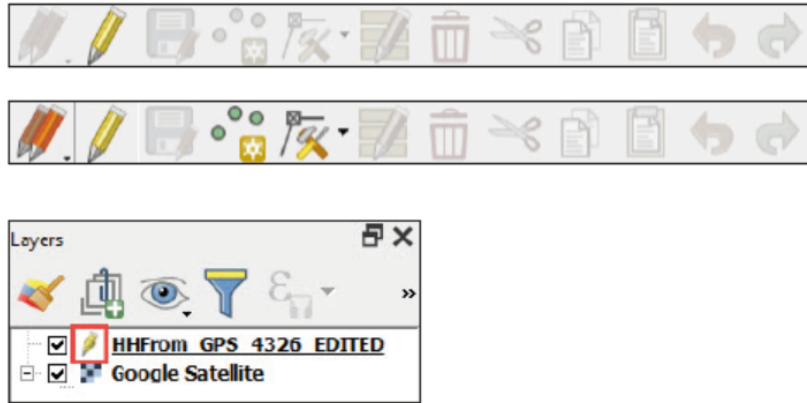 Layers
ε
»
HHFrom_GPS_4326_EDITED
Google Satellite